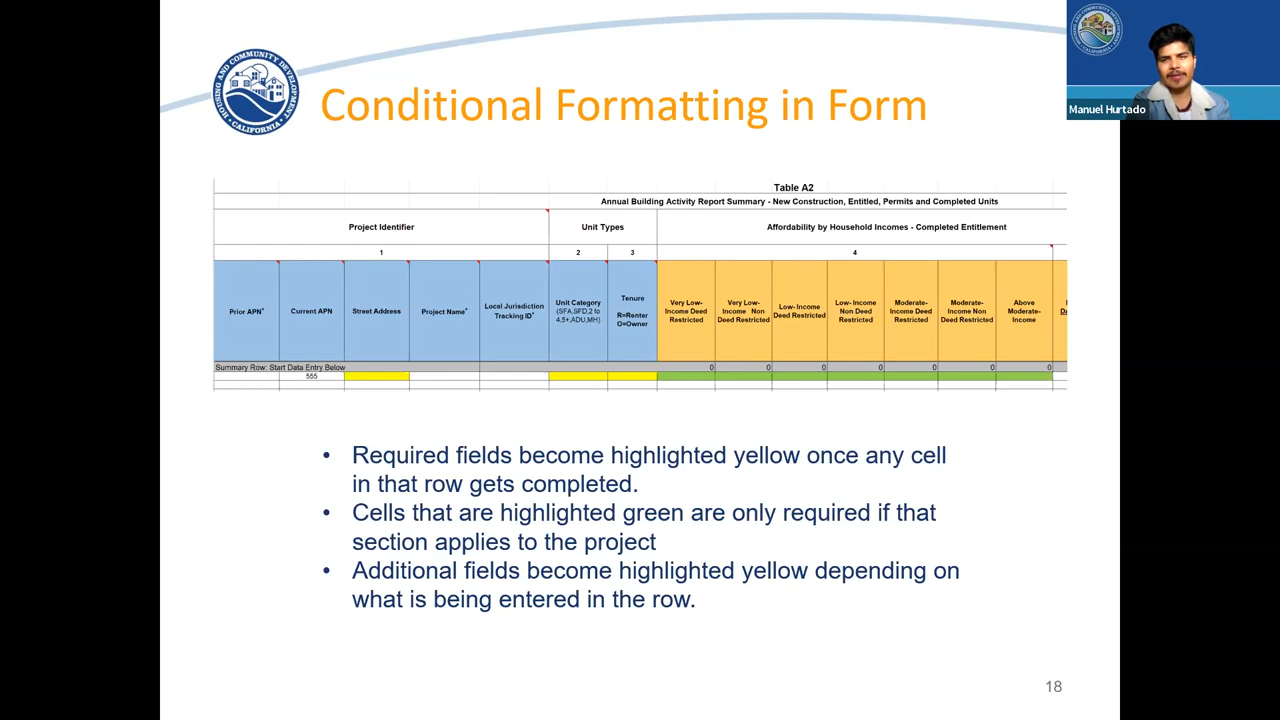 HOUSING AND COMMUNITY DEVELOPMENT
CALIFORNIA
Conditional Formatting in Form
Manuel Hurtado
Table A2
Annual Building Activity Report Summary - New Construction, Entitled, Permits and Completed Units
Project Identifier
Unit Types
Affordability by Household Incomes - Completed Entitlement
1
2
3
4
Prior APN+
Current APN
Street Address
Project Name+
Local Jurisdiction
Tracking ID+
Unit Category
(SFA,SFD,2 to
4,5+,ADU,MH)
Tenure
R=Renter
O=Owner
Very Low-
Income Deed
Restricted
Very Low-
Income Non
Deed Restricted
Low- Income
Deed Restricted
Low- Income
Non Deed
Restricted
Moderate-
Income Deed
Restricted
Moderate-
Income Non
Deed Restricted
Above
Moderate-
Income
Summary Row: Start Data Entry Below
0 0 0 0 0 0 0
555
• Required fields become highlighted yellow once any cell
in that row gets completed.
• Cells that are highlighted green are only required if that
section applies to the project
• Additional fields become highlighted yellow depending on
what is being entered in the row.
18